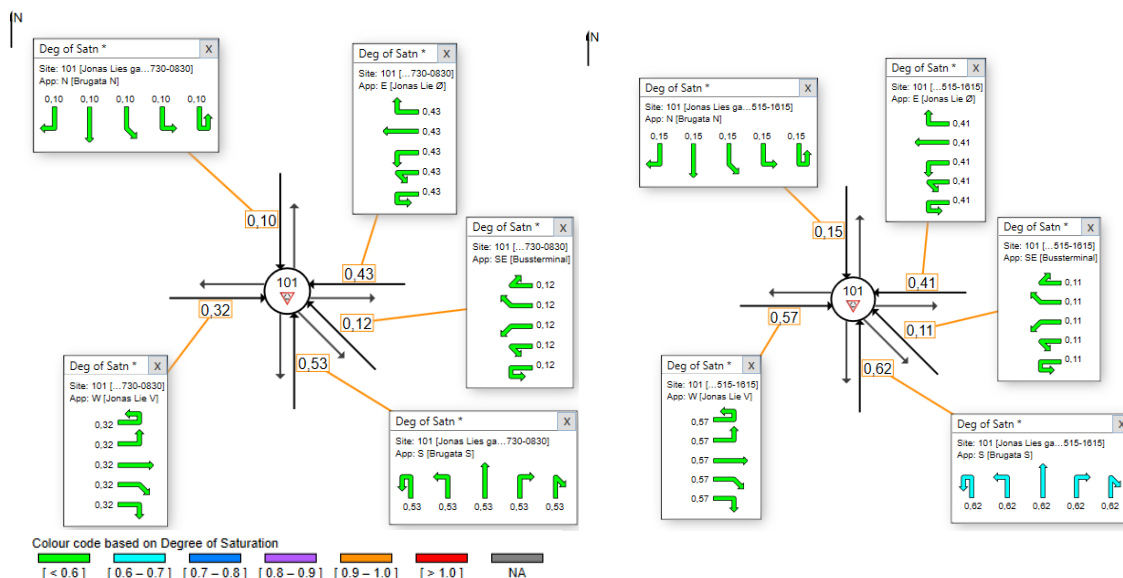 N
Deg of Satn * X
Site: 101 [Jonas Lies ga...730-0830]
App: N [Brugata N]
0,10 0,10 0,10 0,10 0,10
Deg of Satn * X
Site: 101 [...730-0830]
App: E [Jonas Lie Ø]
0,43
0,43
0,43
0,43
0,43
Deg of Satn * X
Site: 101 [...730-0830]
App: SE [Bussterminal]
0,12
0,12
0,12
0,12
0,12
0,10
101
0,43
0,32
0,12
0,53
Deg of Satn * X
Site: 101 [...730-0830]
App: W [Jonas Lie V]
0,32
0,32
0,32
0,32
0,32
Deg of Satn * X
Site: 101 [Jonas Lies ga...730-0830]
App: S [Brugata S]
0,53 0,53 0,53 0,53 0,53
N
Deg of Satn * X
Site: 101 [Jonas Lies ga...515-1615]
App: N [Brugata N]
0,15 0,15 0,15 0,15 0,15
Deg of Satn * X
Site: 101 [...515-1615]
App: E [Jonas Lie Ø]
0,41
0,41
0,41
0,41
0,41
Deg of Satn * X
Site: 101 [...515-1615]
App: SE [Bussterminal]
0,11
0,11
0,11
0,11
0,11
0,15
101
0,41
0,57
0,11
0,62
Deg of Satn * X
Site: 101 [...515-1615]
App: W [Jonas Lie V]
0,57
0,57
0,57
0,57
0,57
Deg of Satn * X
Site: 101 [Jonas Lies ga...515-1615]
App: S [Brugata S]
0,62 0,62 0,62 0,62 0,62
Colour code based on Degree of Saturation
[ < 0.6 ] [ 0.6 – 0.7 ] [ 0.7 – 0.8 ] [ 0.8 – 0.9 ] [ 0.9 – 1.0 ] [ > 1.0 ] NA